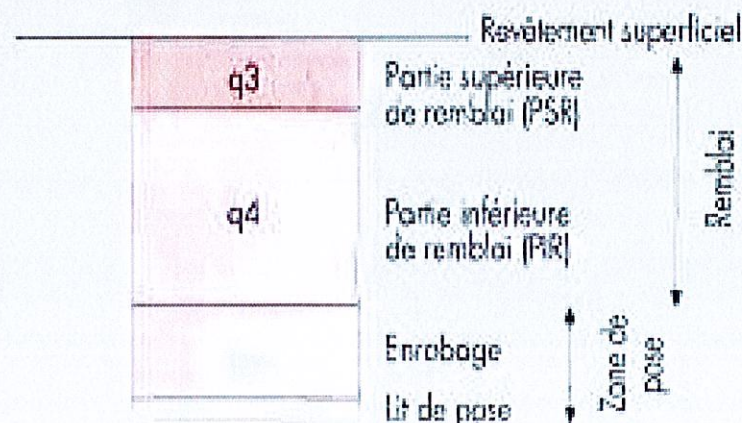 Revêtement superficiel
q3
Partie supérieure
de remblai (PSR)
q4
Partie inférieure
de remblai (PIR)
Remblai
Enrobage
Lit de pose
Zone de
pose